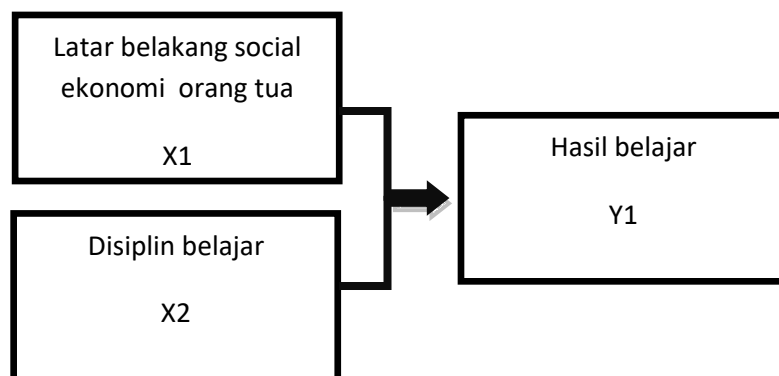 Latar belakang social
ekonomi orang tua
X1
Disiplin belajar
X2
Hasil belajar
Y1